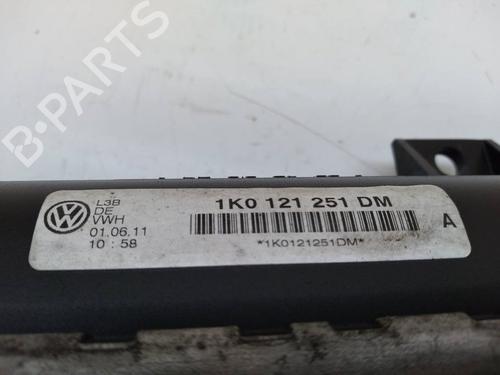 B-PARTS
L3B
DE
VWH
01.06.11
10 : 58
1K0 121 251 DM
*1K0121251DM*
A